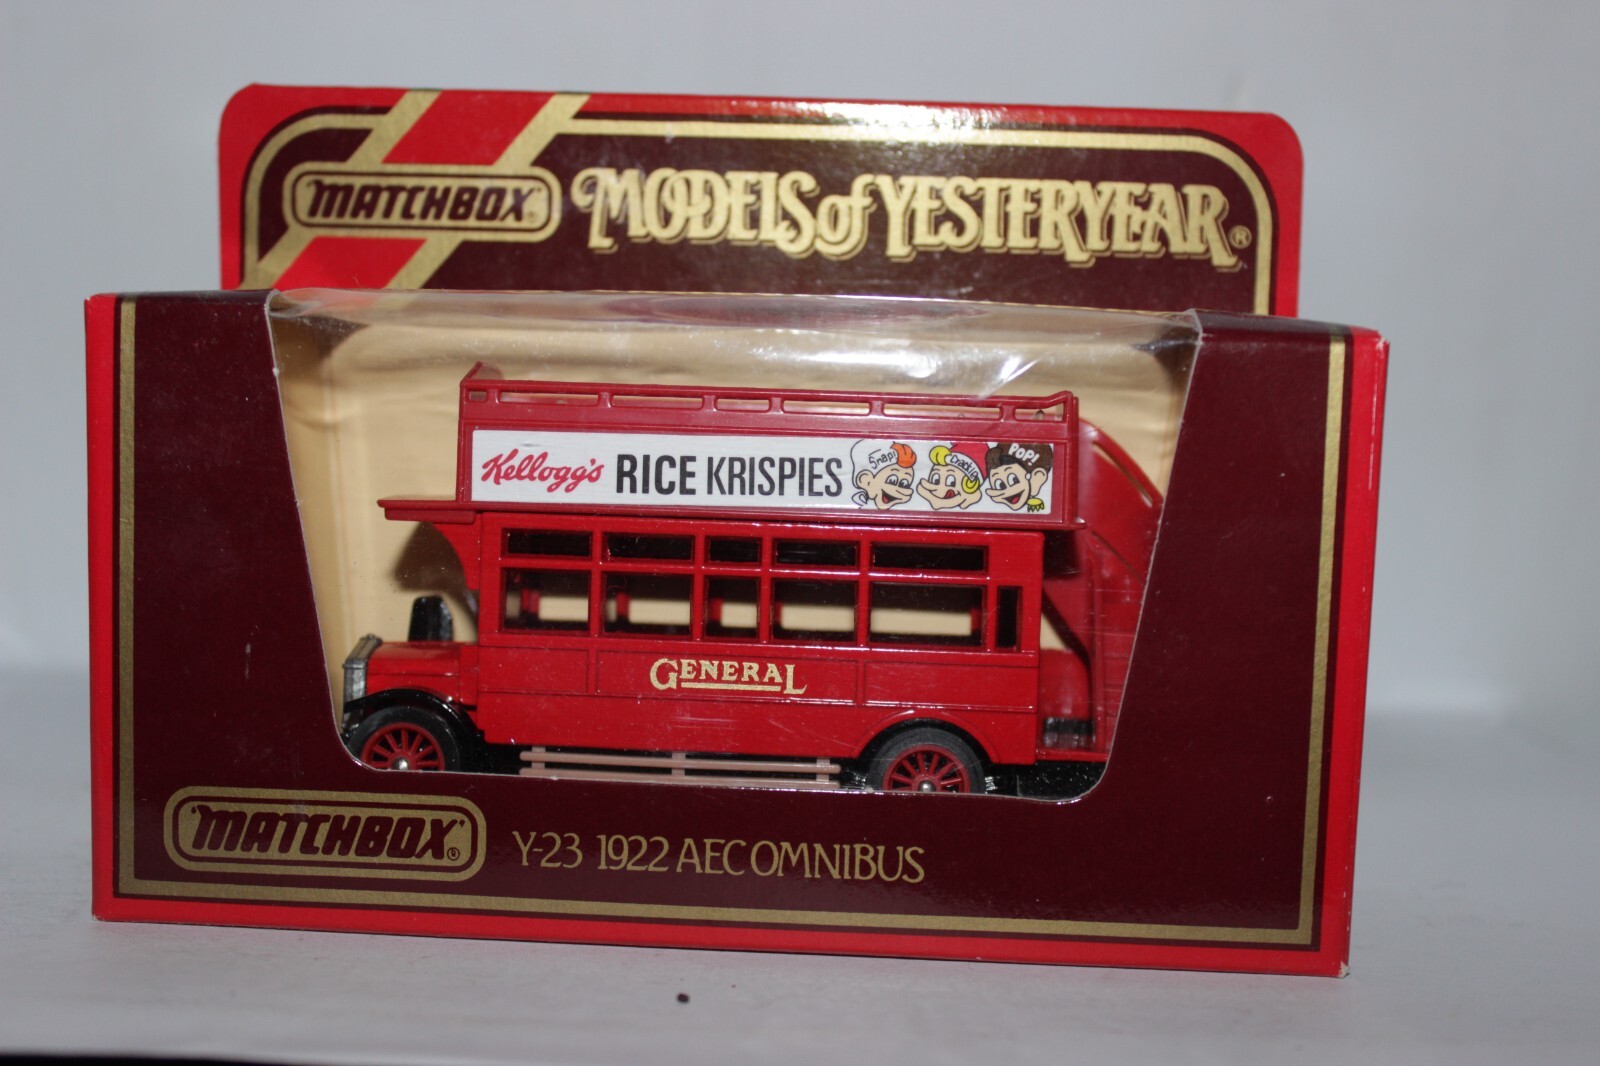 MATCHBOX®
MODELS of YESTERYEAR®
Kellogg's RICE KRISPIES
Snap! Crackle! POP!
GENERAL
"MATCHBOX"®
Y-23 1922 AEC OMNIBUS